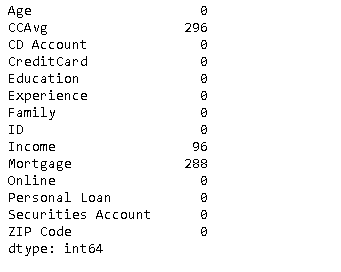 Age 0
CCAvg 296
CD Account 0
CreditCard 0
Education 0
Experience 0
Family 0
ID 0
Income 96
Mortgage 288
Online 0
Personal Loan 0
Securities Account 0
ZIP Code 0
dtype: int64